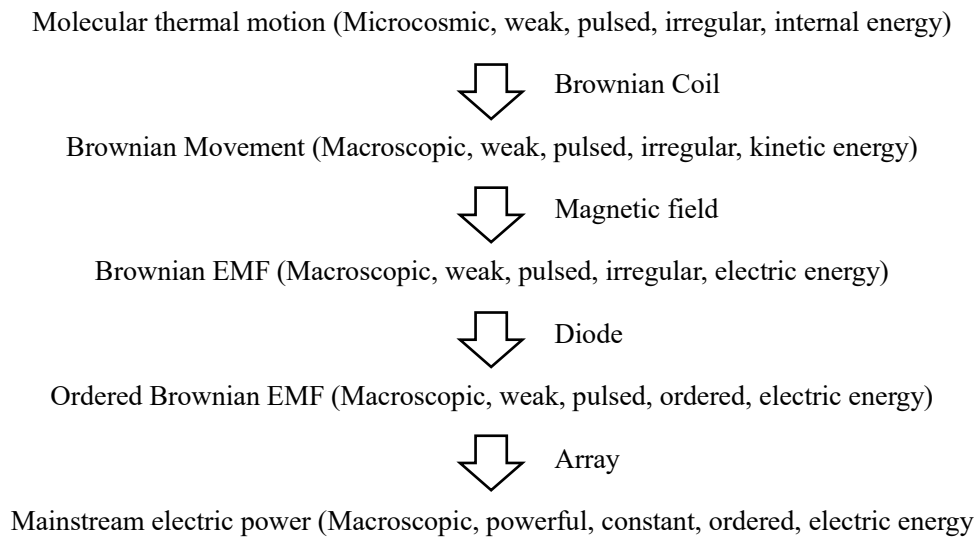 Molecular thermal motion (Microcosmic, weak, pulsed, irregular, internal energy)
Brownian Coil
Brownian Movement (Macroscopic, weak, pulsed, irregular, kinetic energy)
Magnetic field
Brownian EMF (Macroscopic, weak, pulsed, irregular, electric energy)
Diode
Ordered Brownian EMF (Macroscopic, weak, pulsed, ordered, electric energy)
Array
Mainstream electric power (Macroscopic, powerful, constant, ordered, electric energy